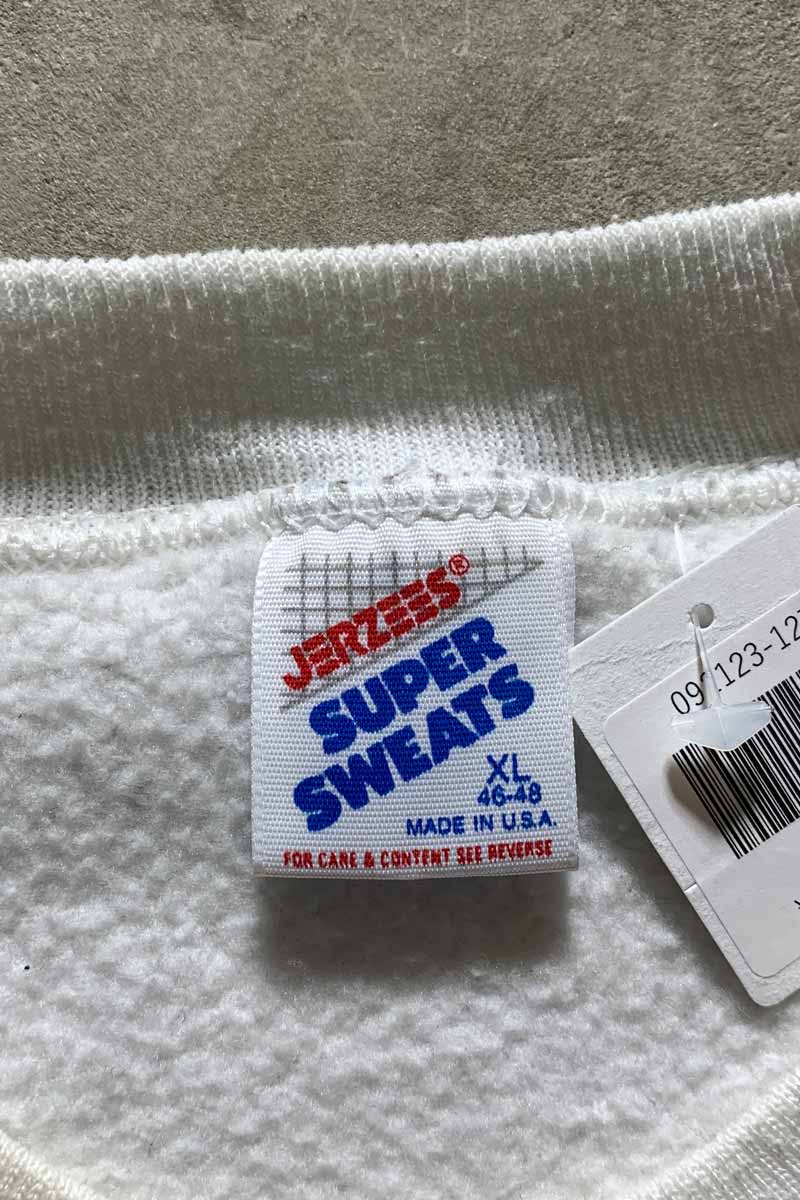 JERZEES®
SUPER
SWEATS
XL
46-48
MADE IN U.S.A.
FOR CARE & CONTENT SEE REVERSE